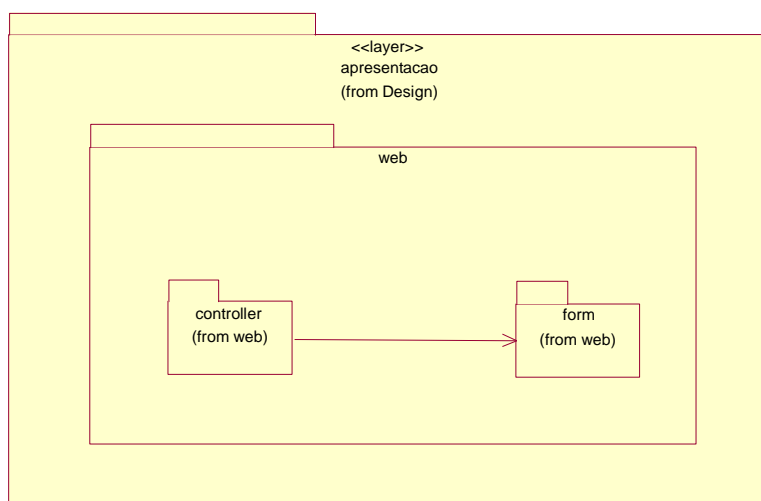 <<layer>>
apresentacao
(from Design)
web
controller
(from web)
form
(from web)